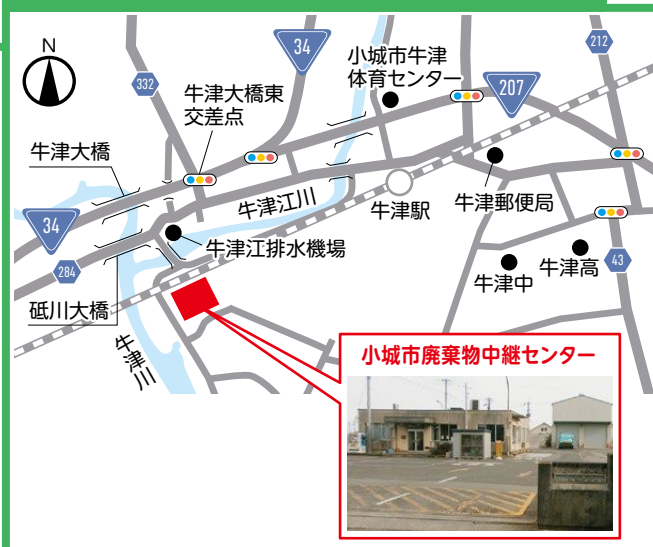 N
34
212
小城市牛津
体育センター
332
207
牛津大橋東
交差点
牛津大橋
牛津江川
牛津駅
牛津郵便局
34
牛津江排水機場
牛津高
43
284
牛津中
砥川大橋
牛津川
小城市廃棄物中継センター